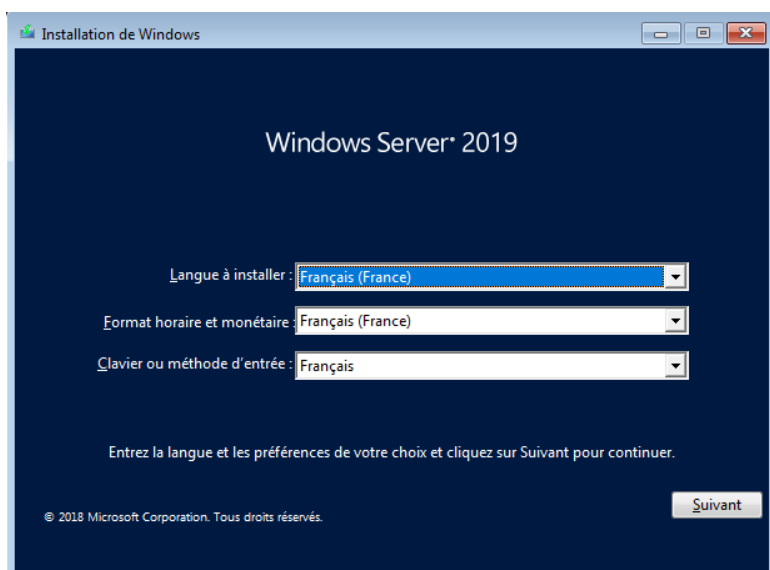 Installation de Windows
Windows Server® 2019
Langue à installer : Français (France)
Format horaire et monétaire : Français (France)
Clavier ou méthode d'entrée : Français
Entrez la langue et les préférences de votre choix et cliquez sur Suivant pour continuer.
Suivant
© 2018 Microsoft Corporation. Tous droits réservés.